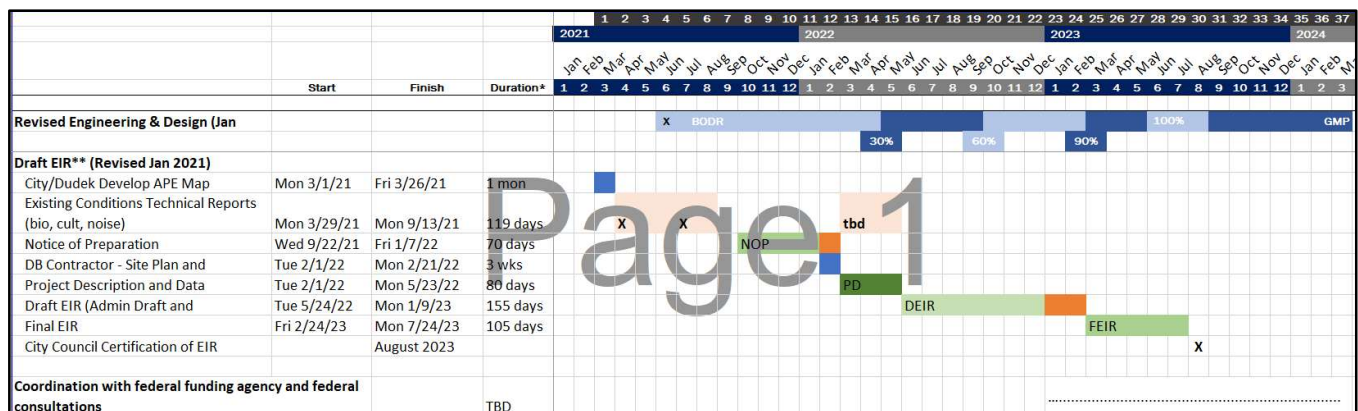 1 2 3 4 5 6 7 8 9 10 11 12 13 14 15 16 17 18 19 20 21 22 23 24 25 26 27 28 29 30 31 32 33 34 35 36 37
2021 2022 2023 2024
Jan Feb Mar Apr May Jun Jul Aug Sep Oct Nov Dec Jan Feb Mar Apr May Jun Jul Aug Sep Oct Nov Dec Jan Feb Mar Apr May Jun Jul Aug Sep Oct Nov Dec Jan Feb M
Start Finish Duration* 1 2 3 4 5 6 7 8 9 10 11 12 1 2 3 4 5 6 7 8 9 10 11 12 1 2 3 4 5 6 7 8 9 10 11 12 1 2 3
Revised Engineering & Design (Jan X BODR 100% GMP
30% 60% 90%
Draft EIR** (Revised Jan 2021)
City/Dudek Develop APE Map Mon 3/1/21 Fri 3/26/21 1 mon
Existing Conditions Technical Reports
(bio, cult, noise) Mon 3/29/21 Mon 9/13/21 119 days X X tbd
Notice of Preparation Wed 9/22/21 Fri 1/7/22 70 days NOP
DB Contractor - Site Plan and Tue 2/1/22 Mon 2/21/22 3 wks
Project Description and Data Tue 2/1/22 Mon 5/23/22 80 days PD
Draft EIR (Admin Draft and Tue 5/24/22 Mon 1/9/23 155 days DEIR
Final EIR Fri 2/24/23 Mon 7/24/23 105 days FEIR
City Council Certification of EIR August 2023 X
Coordination with federal funding agency and federal
consultations TBD
Page 1